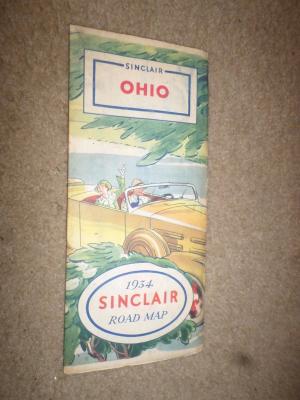 SINCLAIR
OHIO
1934
SINCLAIR
ROAD MAP